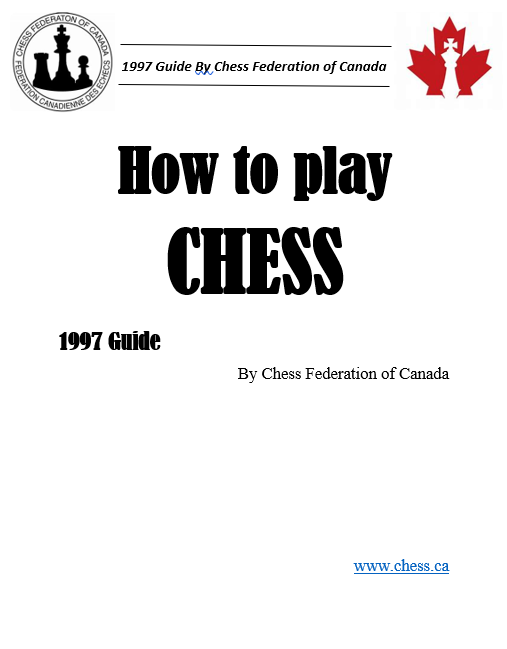 CHESS FEDERATON OF CANADA
FEDERATION CANADIENNE DES ECHECS
1997 Guide By Chess Federation of Canada
How to play
CHESS
1997 Guide
By Chess Federation of Canada
www.chess.ca